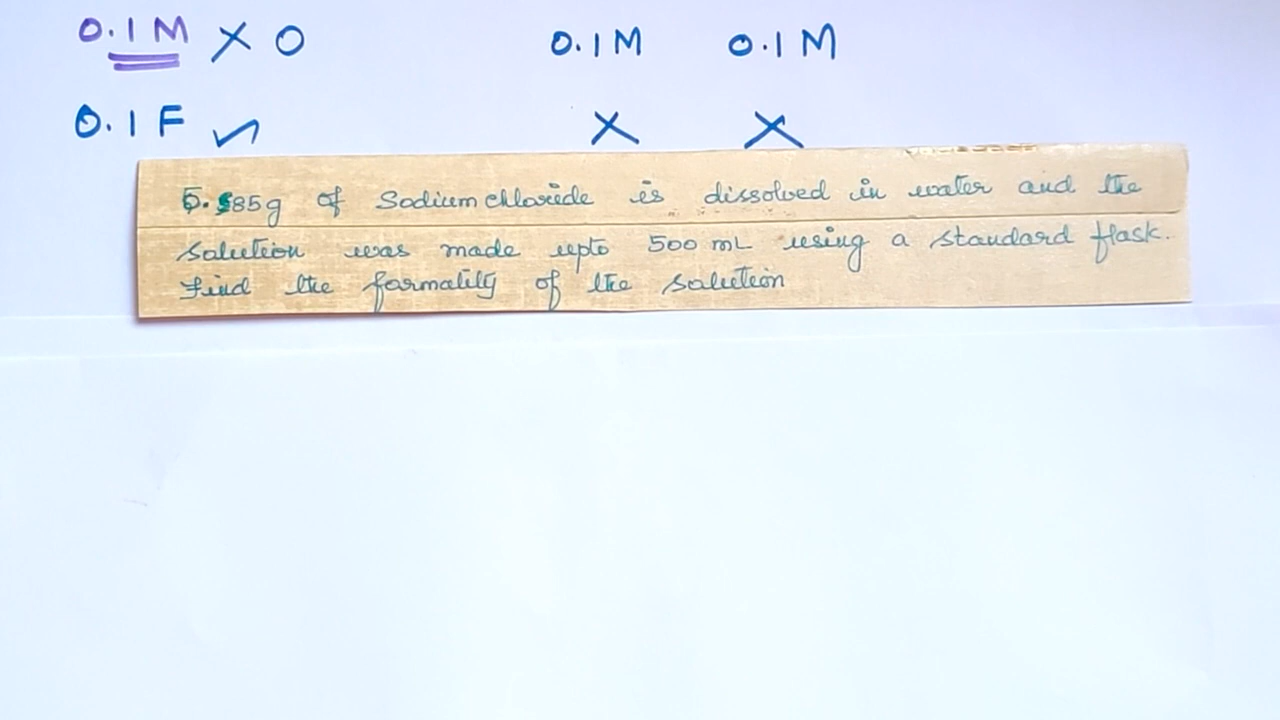 0.1M × 0 0.1M 0.1M
0.1F ✓ × ×
5.85g of Sodium chloride is dissolved in water and the
solution was made upto 500 mL using a standard flask.
Find the formality of the solution